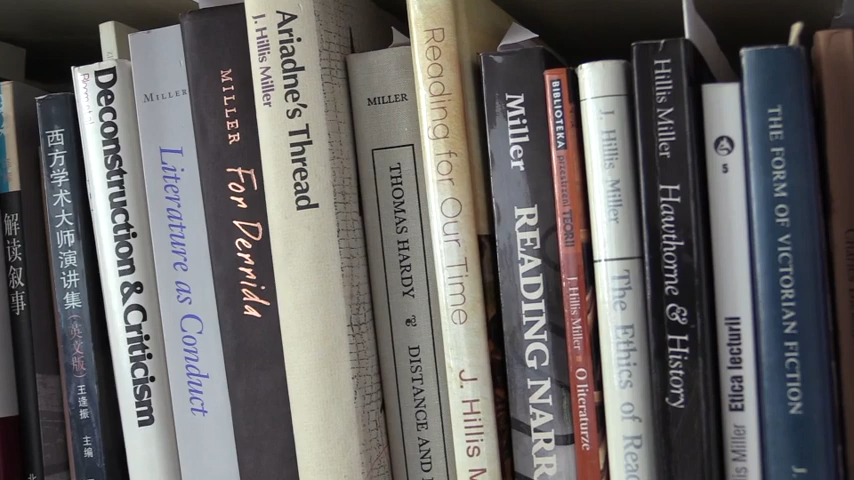 解读叙事
西方学术大师演讲集(英文版)
王逢振 主编
Deconstruction & Criticism
MILLER Literature as Conduct
MILLER For Derrida
Ariadne's Thread
J. Hillis Miller
MILLER
THOMAS HARDY DISTANCE AND
Reading for Our Time J. Hillis M
Miller READING NARR
BIBLIOTEKA przestrzeni TEORII
J. Hillis Miller O literaturze
J. Hillis Miller The Ethics of Read
Hillis Miller Hawthorne & History
5
illis Miller Etica lecturii
THE FORM OF VICTORIAN FICTION J.